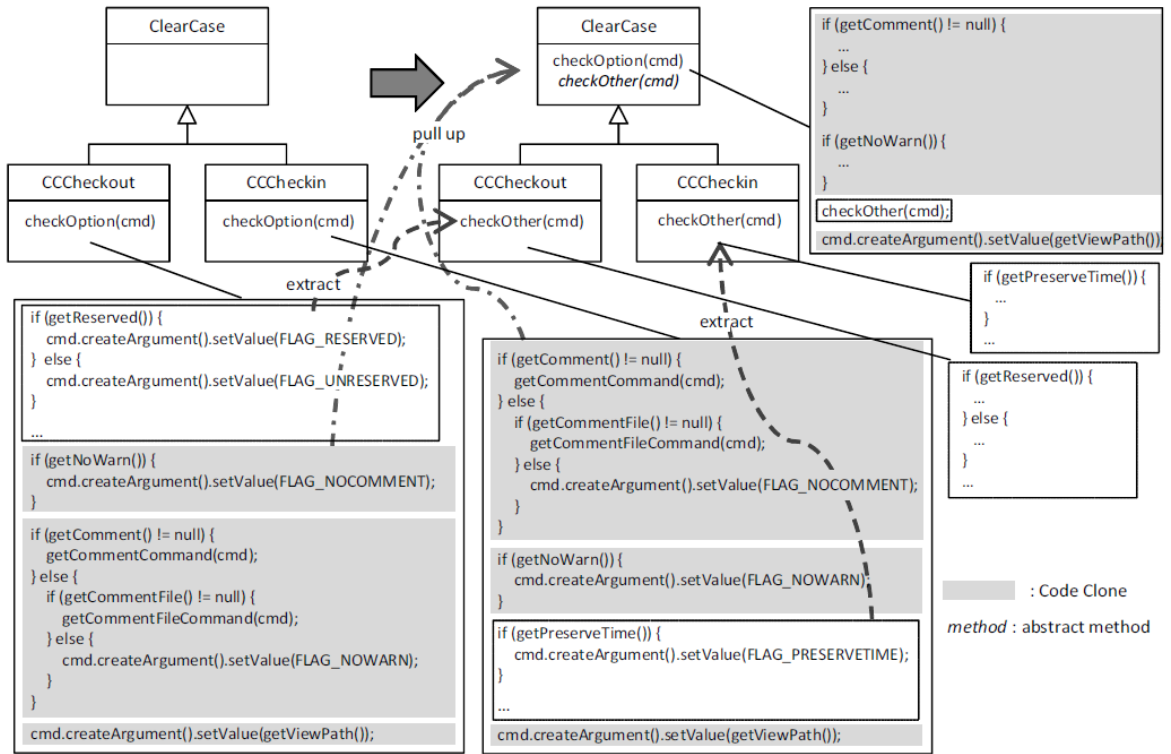 ClearCase
CCCheckout
checkOption(cmd)
CCCheckin
checkOption(cmd)
pull up
ClearCase
checkOption(cmd)
checkOther(cmd)
CCCheckout
checkOther(cmd)
CCCheckin
checkOther(cmd)
if (getComment() != null) {
...
} else {
...
}
if (getNoWarn()) {
...
}
checkOther(cmd);
cmd.createArgument().setValue(getViewPath());
extract
extract
if (getPreserveTime()) {
...
}
...
if (getReserved()) {
...
} else {
...
}
...
if (getReserved()) {
cmd.createArgument().setValue(FLAG_RESERVED);
} else {
cmd.createArgument().setValue(FLAG_UNRESERVED);
}
...
if (getNoWarn()) {
cmd.createArgument().setValue(FLAG_NOCOMMENT);
}
if (getComment() != null) {
getCommentCommand(cmd);
} else {
if (getCommentFile() != null) {
getCommentFileCommand(cmd);
} else {
cmd.createArgument().setValue(FLAG_NOWARN);
}
}
cmd.createArgument().setValue(getViewPath());
if (getComment() != null) {
getCommentCommand(cmd);
} else {
if (getCommentFile() != null) {
getCommentFileCommand(cmd);
} else {
cmd.createArgument().setValue(FLAG_NOCOMMENT);
}
}
if (getNoWarn()) {
cmd.createArgument().setValue(FLAG_NOWARN);
}
if (getPreserveTime()) {
cmd.createArgument().setValue(FLAG_PRESERVETIME);
}
...
cmd.createArgument().setValue(getViewPath());
: Code Clone
method : abstract method